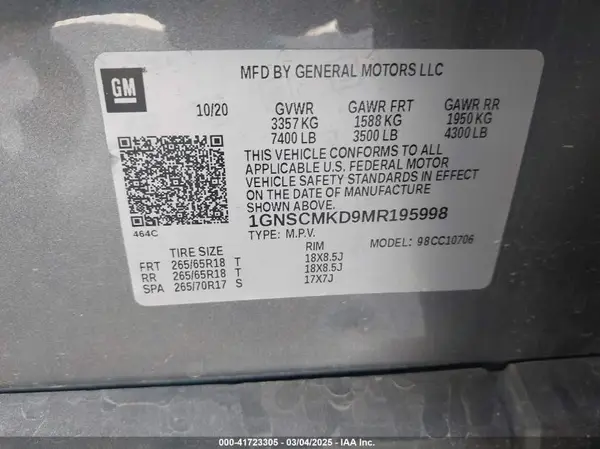 GM
MFD BY GENERAL MOTORS LLC
10/20 GVWR GAWR FRT GAWR RR
3357 KG 1588 KG 1950 KG
7400 LB 3500 LB 4300 LB
THIS VEHICLE CONFORMS TO ALL
APPLICABLE U.S. FEDERAL MOTOR
VEHICLE SAFETY STANDARDS IN EFFECT
ON THE DATE OF MANUFACTURE
SHOWN ABOVE.
464C
1GNSCMKD9MR195998
TYPE: M.P.V. MODEL: 98CC10706
TIRE SIZE RIM
FRT 265/65R18 T 18X8.5J
RR 265/65R18 T 18X8.5J
SPA 265/70R17 S 17X7J
000-41723305 — 03/04/2025 — IAA Inc.